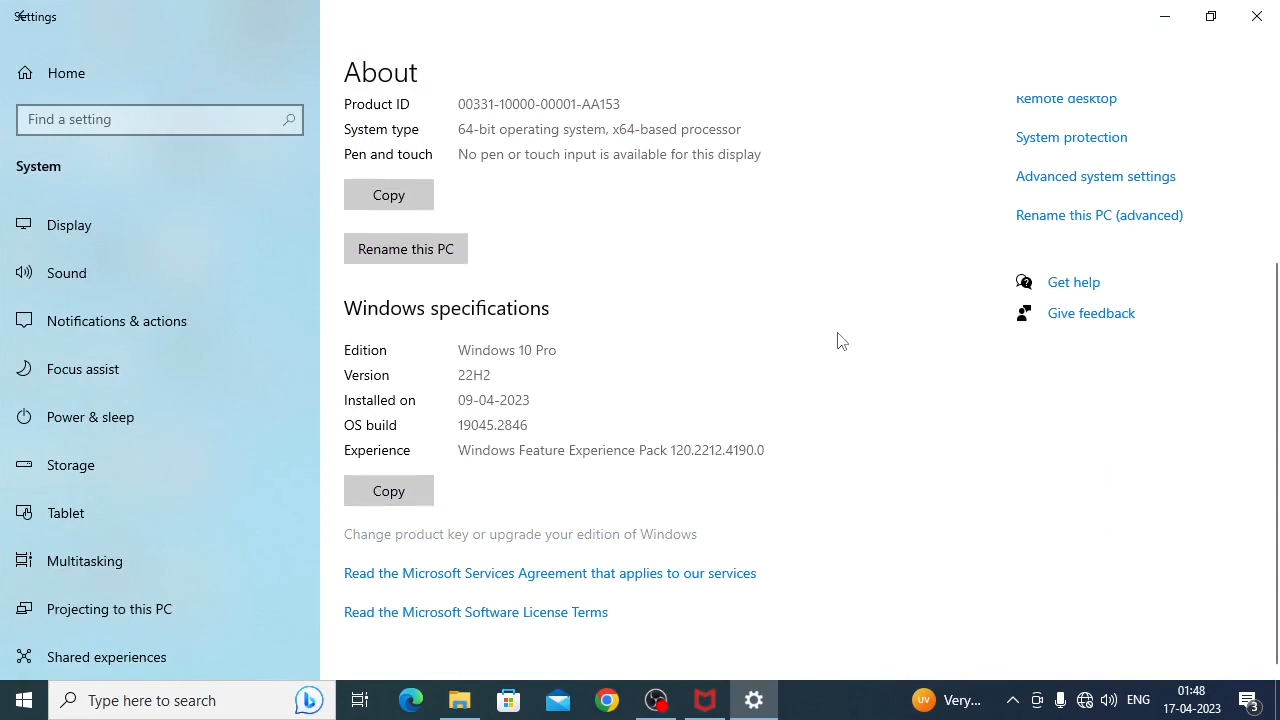 Settings
Home
Find a setting
System
Display
Sound
Notifications & actions
Focus assist
Power & sleep
Storage
Tablet
Multitasking
Projecting to this PC
Shared experiences
About
Product ID 00331-10000-00001-AA153
System type 64-bit operating system, x64-based processor
Pen and touch No pen or touch input is available for this display
Copy
Rename this PC
Windows specifications
Edition Windows 10 Pro
Version 22H2
Installed on 09-04-2023
OS build 19045.2846
Experience Windows Feature Experience Pack 120.2212.4190.0
Copy
Change product key or upgrade your edition of Windows
Read the Microsoft Services Agreement that applies to our services
Read the Microsoft Software License Terms
Remote desktop
System protection
Advanced system settings
Rename this PC (advanced)
Get help
Give feedback
Type here to search
UV Very...
ENG
01:48
17-04-2023
3